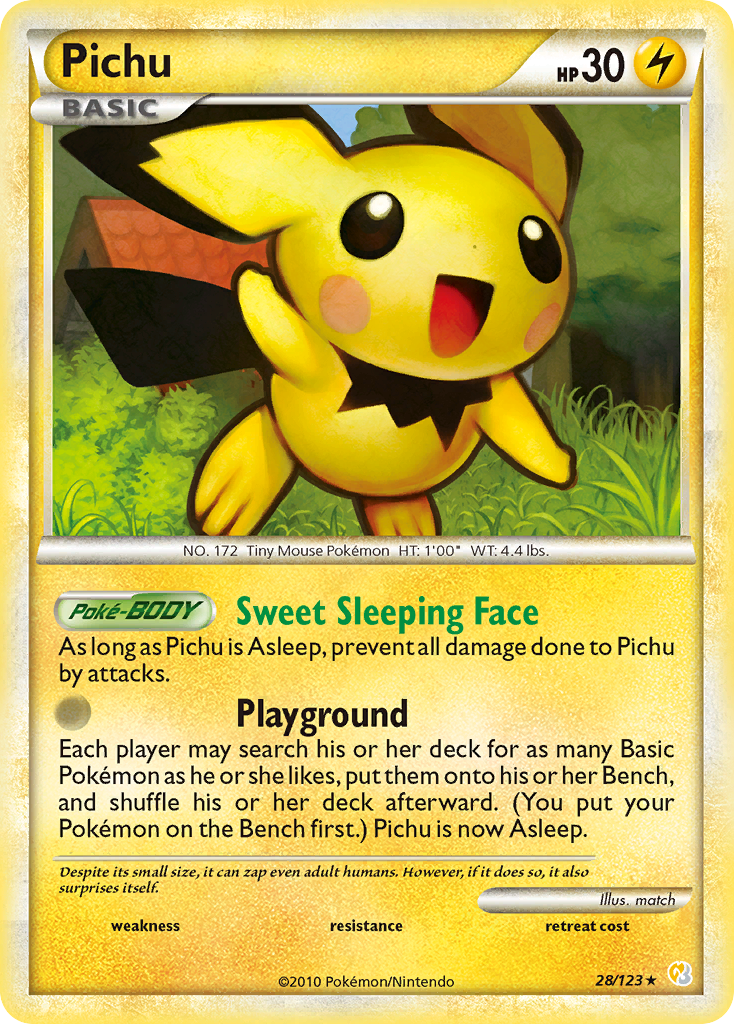 Pichu
HP 30
BASIC
NO. 172 Tiny Mouse Pokémon HT: 1'00" WT: 4.4 lbs.
Poké-BODY Sweet Sleeping Face
As long as Pichu is Asleep, prevent all damage done to Pichu
by attacks.
Playground
Each player may search his or her deck for as many Basic
Pokémon as he or she likes, put them onto his or her Bench,
and shuffle his or her deck afterward. (You put your
Pokémon on the Bench first.) Pichu is now Asleep.
Despite its small size, it can zap even adult humans. However, if it does so, it also
surprises itself.
Illus. match
weakness resistance retreat cost
©2010 Pokémon/Nintendo 28/123 ★